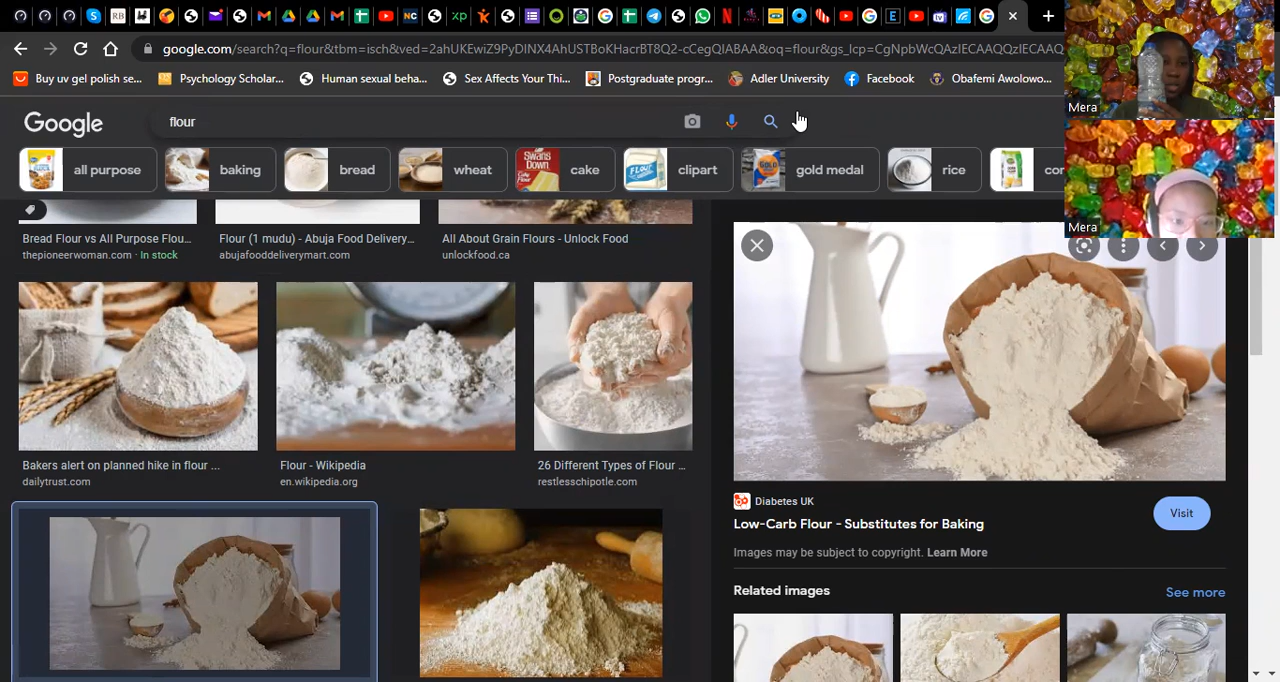 google.com/search?q=flour&tbm=isch&ved=2ahUKEwiZ9PyDlNX4AhUSTBoKHacrBT8Q2-cCegQIABAA&oq=flour&gs_lcp=CgNpbWcQAzIECAAQQzIECAAQ
Buy uv gel polish se...
Psychology Scholar...
Human sexual beha...
Sex Affects Your Thi...
Postgraduate progr...
Adler University
Facebook
Obafemi Awolowo...
Mera
Google
flour
all purpose
baking
bread
wheat
cake
clipart
gold medal
rice
cor
Mera
Bread Flour vs All Purpose Flou...
thepioneerwoman.com · In stock
Flour (1 mudu) - Abuja Food Delivery...
abujafooddeliverymart.com
All About Grain Flours - Unlock Food
unlockfood.ca
Bakers alert on planned hike in flour ...
dailytrust.com
Flour - Wikipedia
en.wikipedia.org
26 Different Types of Flour ...
restlesschipotle.com
Diabetes UK
Low-Carb Flour - Substitutes for Baking
Visit
Images may be subject to copyright. Learn More
Related images
See more